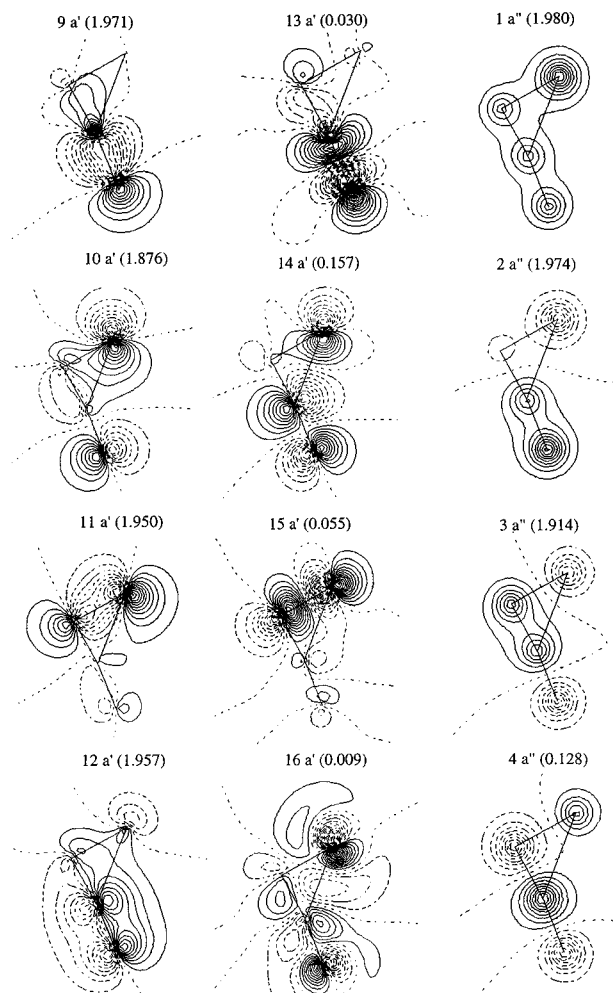 9 a' (1.971) 13 a' (0.030) 1 a" (1.980)
10 a' (1.876) 14 a' (0.157) 2 a" (1.974)
11 a' (1.950) 15 a' (0.055) 3 a" (1.914)
12 a' (1.957) 16 a' (0.009) 4 a" (0.128)